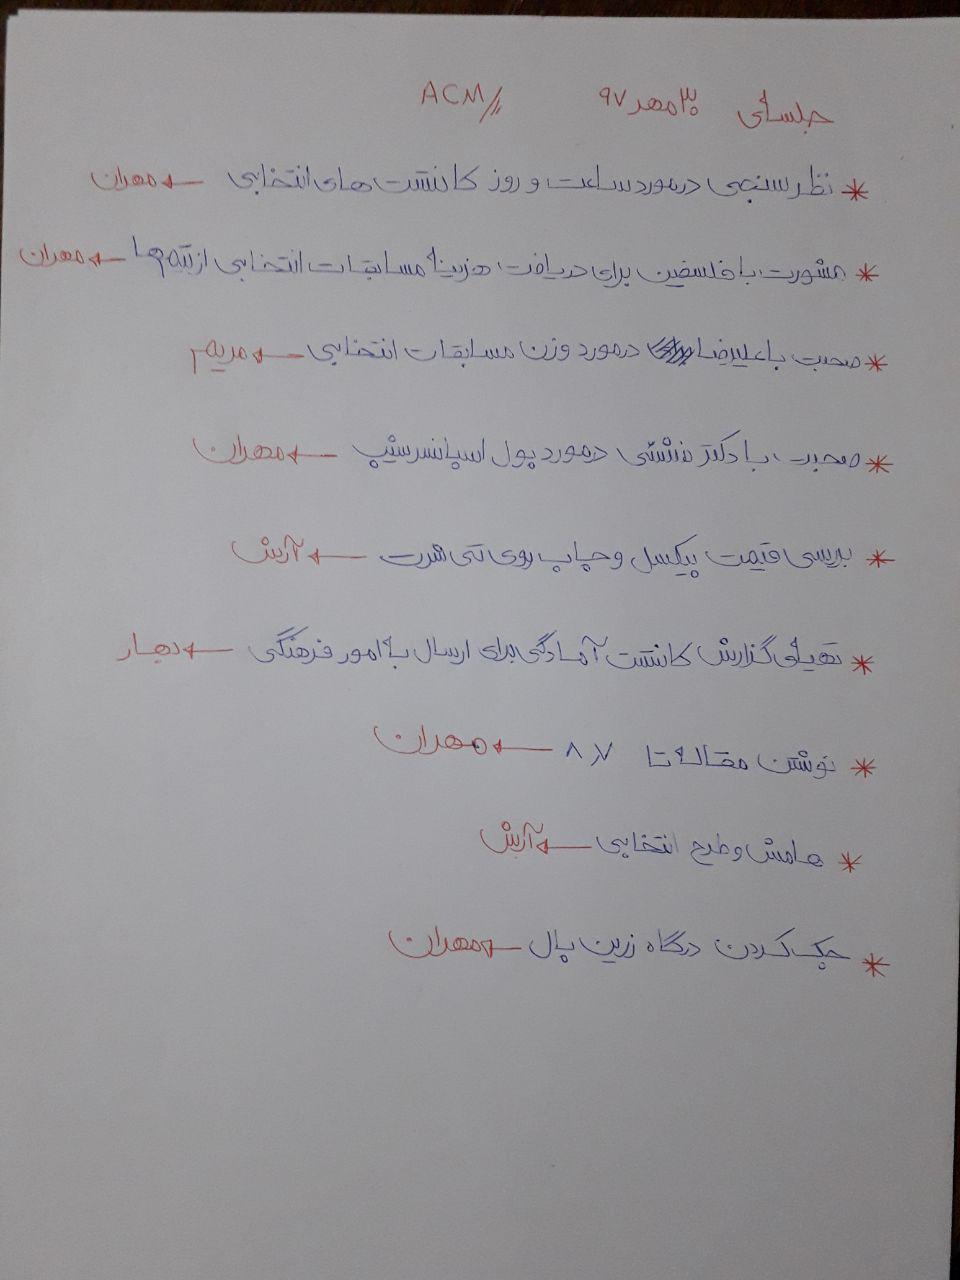 جلسه‌ی ۳۰ مهر ۹۷ ACM
* نظرسنجی در مورد ساعت و روز کانتست های انتخابی ← مهران
* مشورت با فلسفین برای دریافت هزینه مسابقات انتخابی از تیم ها ← مهران
* صحبت با علیرضا در مورد وزن مسابقات انتخابی ← مریم
* صحبت با دکتر در مورد پول اسپانسرشیپ ← مهران
* بررسی قیمت پیکسل و چاپ روی تی شرت ← آرش
* تهیه‌ی گزارش کانتست آمادگی برای ارسال به امور فرهنگی ← بهار
* نوشتن مقاله تا ۸٫۷ ← مهران
* همایش و طرح انتخابی ← آرش
* چک کردن درگاه زرین پال ← مهران